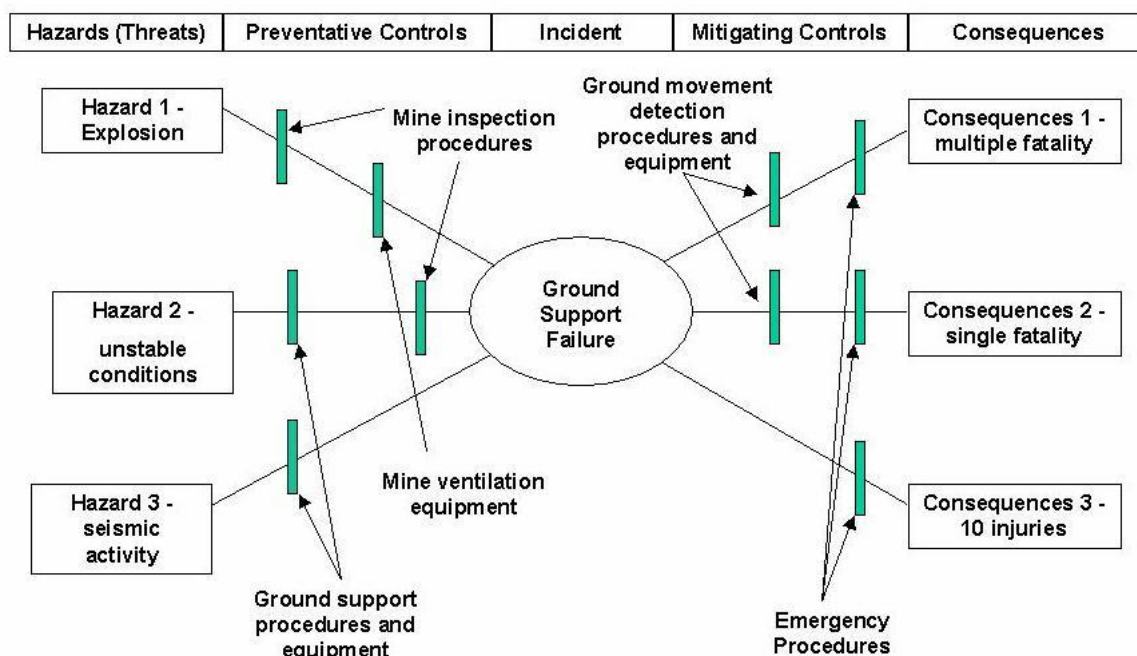 Hazards (Threats)
Preventative Controls
Incident
Mitigating Controls
Consequences
Hazard 1 -
Explosion
Mine inspection
procedures
Ground movement
detection
procedures and
equipment
Consequences 1 -
multiple fatality
Hazard 2 -
unstable
conditions
Ground
Support
Failure
Consequences 2 -
single fatality
Hazard 3 -
seismic
activity
Mine ventilation
equipment
Consequences 3 -
10 injuries
Ground support
procedures and
equipment
Emergency
Procedures